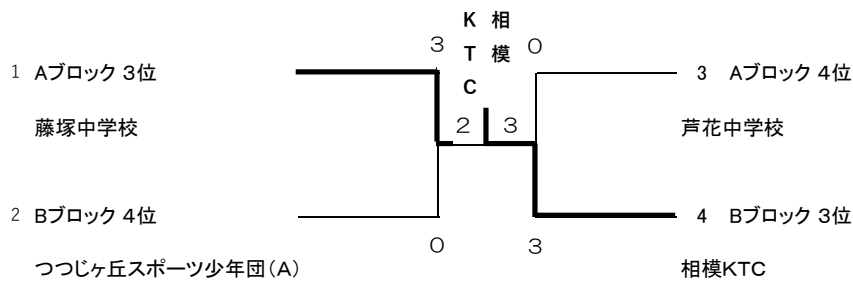 相模KTC
3
0
1 Aブロック 3位
3 Aブロック 4位
藤塚中学校
2
3
芦花中学校
2 Bブロック 4位
4 Bブロック 3位
0
3
つつじヶ丘スポーツ少年団(A)
相模KTC